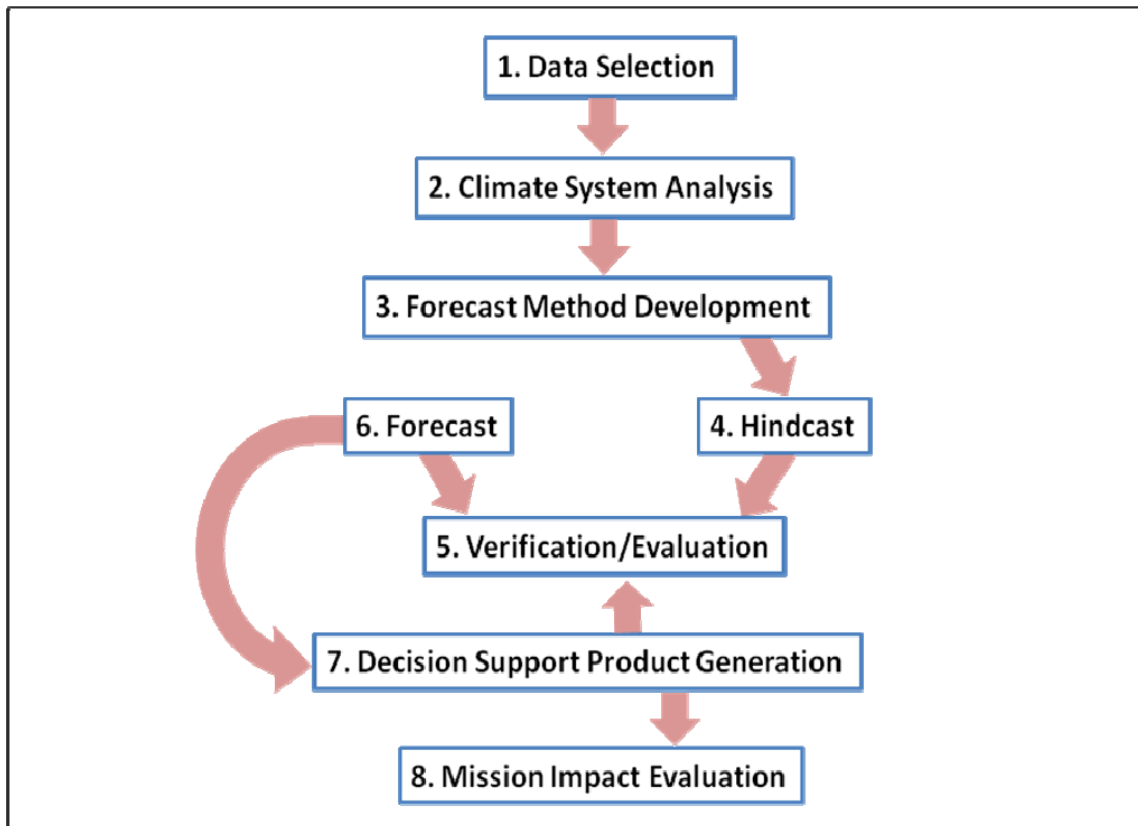 1. Data Selection
2. Climate System Analysis
3. Forecast Method Development
6. Forecast
4. Hindcast
5. Verification/Evaluation
7. Decision Support Product Generation
8. Mission Impact Evaluation